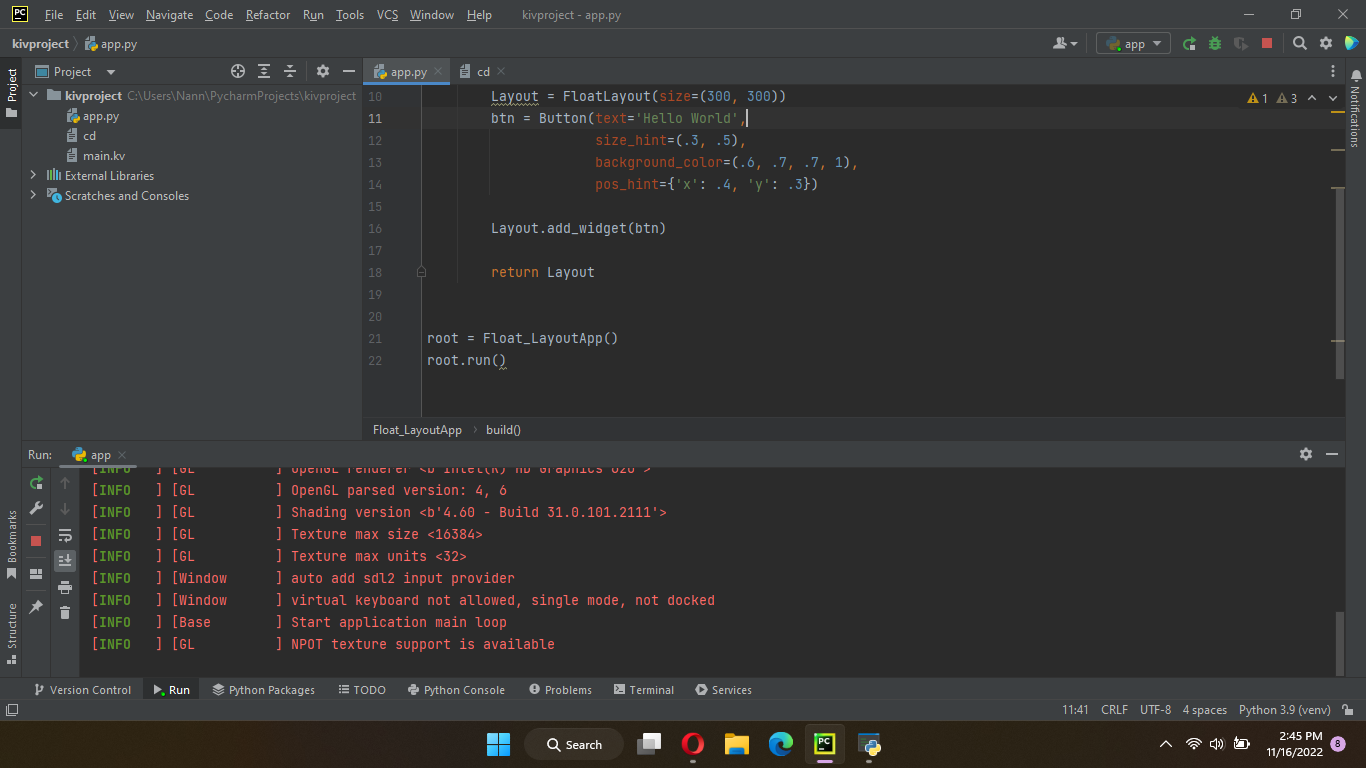 PC File Edit View Navigate Code Refactor Run Tools VCS Window Help kivproject - app.py
kivproject app.py app
Project app.py cd
Project
Notifications
kivproject C:\Users\Nann\PycharmProjects\kivproject
app.py
cd
main.kv
External Libraries
Scratches and Consoles
1 3
10 Layout = FloatLayout(size=(300, 300))
11 btn = Button(text='Hello World',
12 size_hint=(.3, .5),
13 background_color=(.6, .7, .7, 1),
14 pos_hint={'x': .4, 'y': .3})
15
16 Layout.add_widget(btn)
17
18 return Layout
19
20
21 root = Float_LayoutApp()
22 root.run()
Float_LayoutApp build()
Run: app
[INFO ] [GL ] OpenGL renderer <b'Intel(R) HD Graphics 620'>
[INFO ] [GL ] OpenGL parsed version: 4, 6
[INFO ] [GL ] Shading version <b'4.60 - Build 31.0.101.2111'>
[INFO ] [GL ] Texture max size <16384>
[INFO ] [GL ] Texture max units <32>
[INFO ] [Window ] auto add sdl2 input provider
[INFO ] [Window ] virtual keyboard not allowed, single mode, not docked
[INFO ] [Base ] Start application main loop
[INFO ] [GL ] NPOT texture support is available
Bookmarks
Structure
Version Control Run Python Packages TODO Python Console Problems Terminal Services
11:41 CRLF UTF-8 4 spaces Python 3.9 (venv)
Search PC 2:45 PM
11/16/2022 8